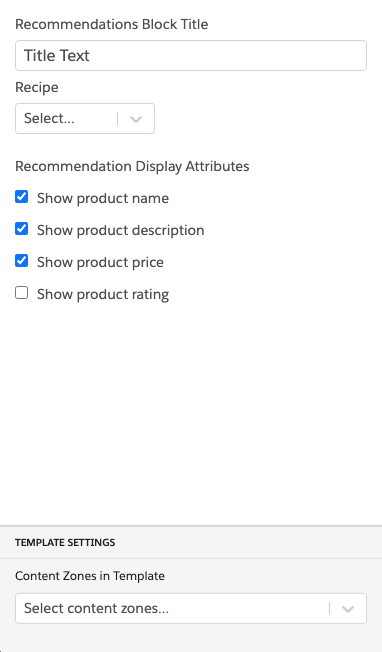 Recommendations Block Title
Title Text
Recipe
Select...
Recommendation Display Attributes
Show product name
Show product description
Show product price
Show product rating
TEMPLATE SETTINGS
Content Zones in Template
Select content zones...